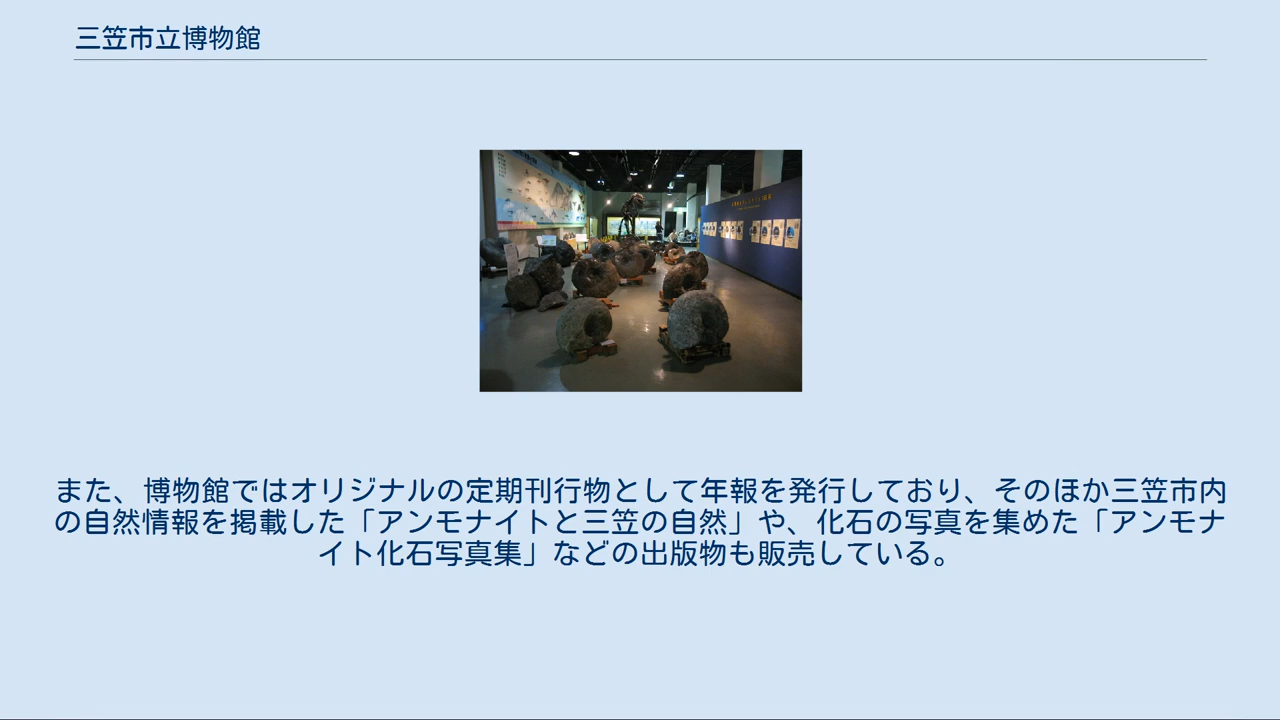 三笠市立博物館
また、博物館ではオリジナルの定期刊行物として年報を発行しており、そのほか三笠市内
の自然情報を掲載した「アンモナイトと三笠の自然」や、化石の写真を集めた「アンモナ
イト化石写真集」などの出版物も販売している。